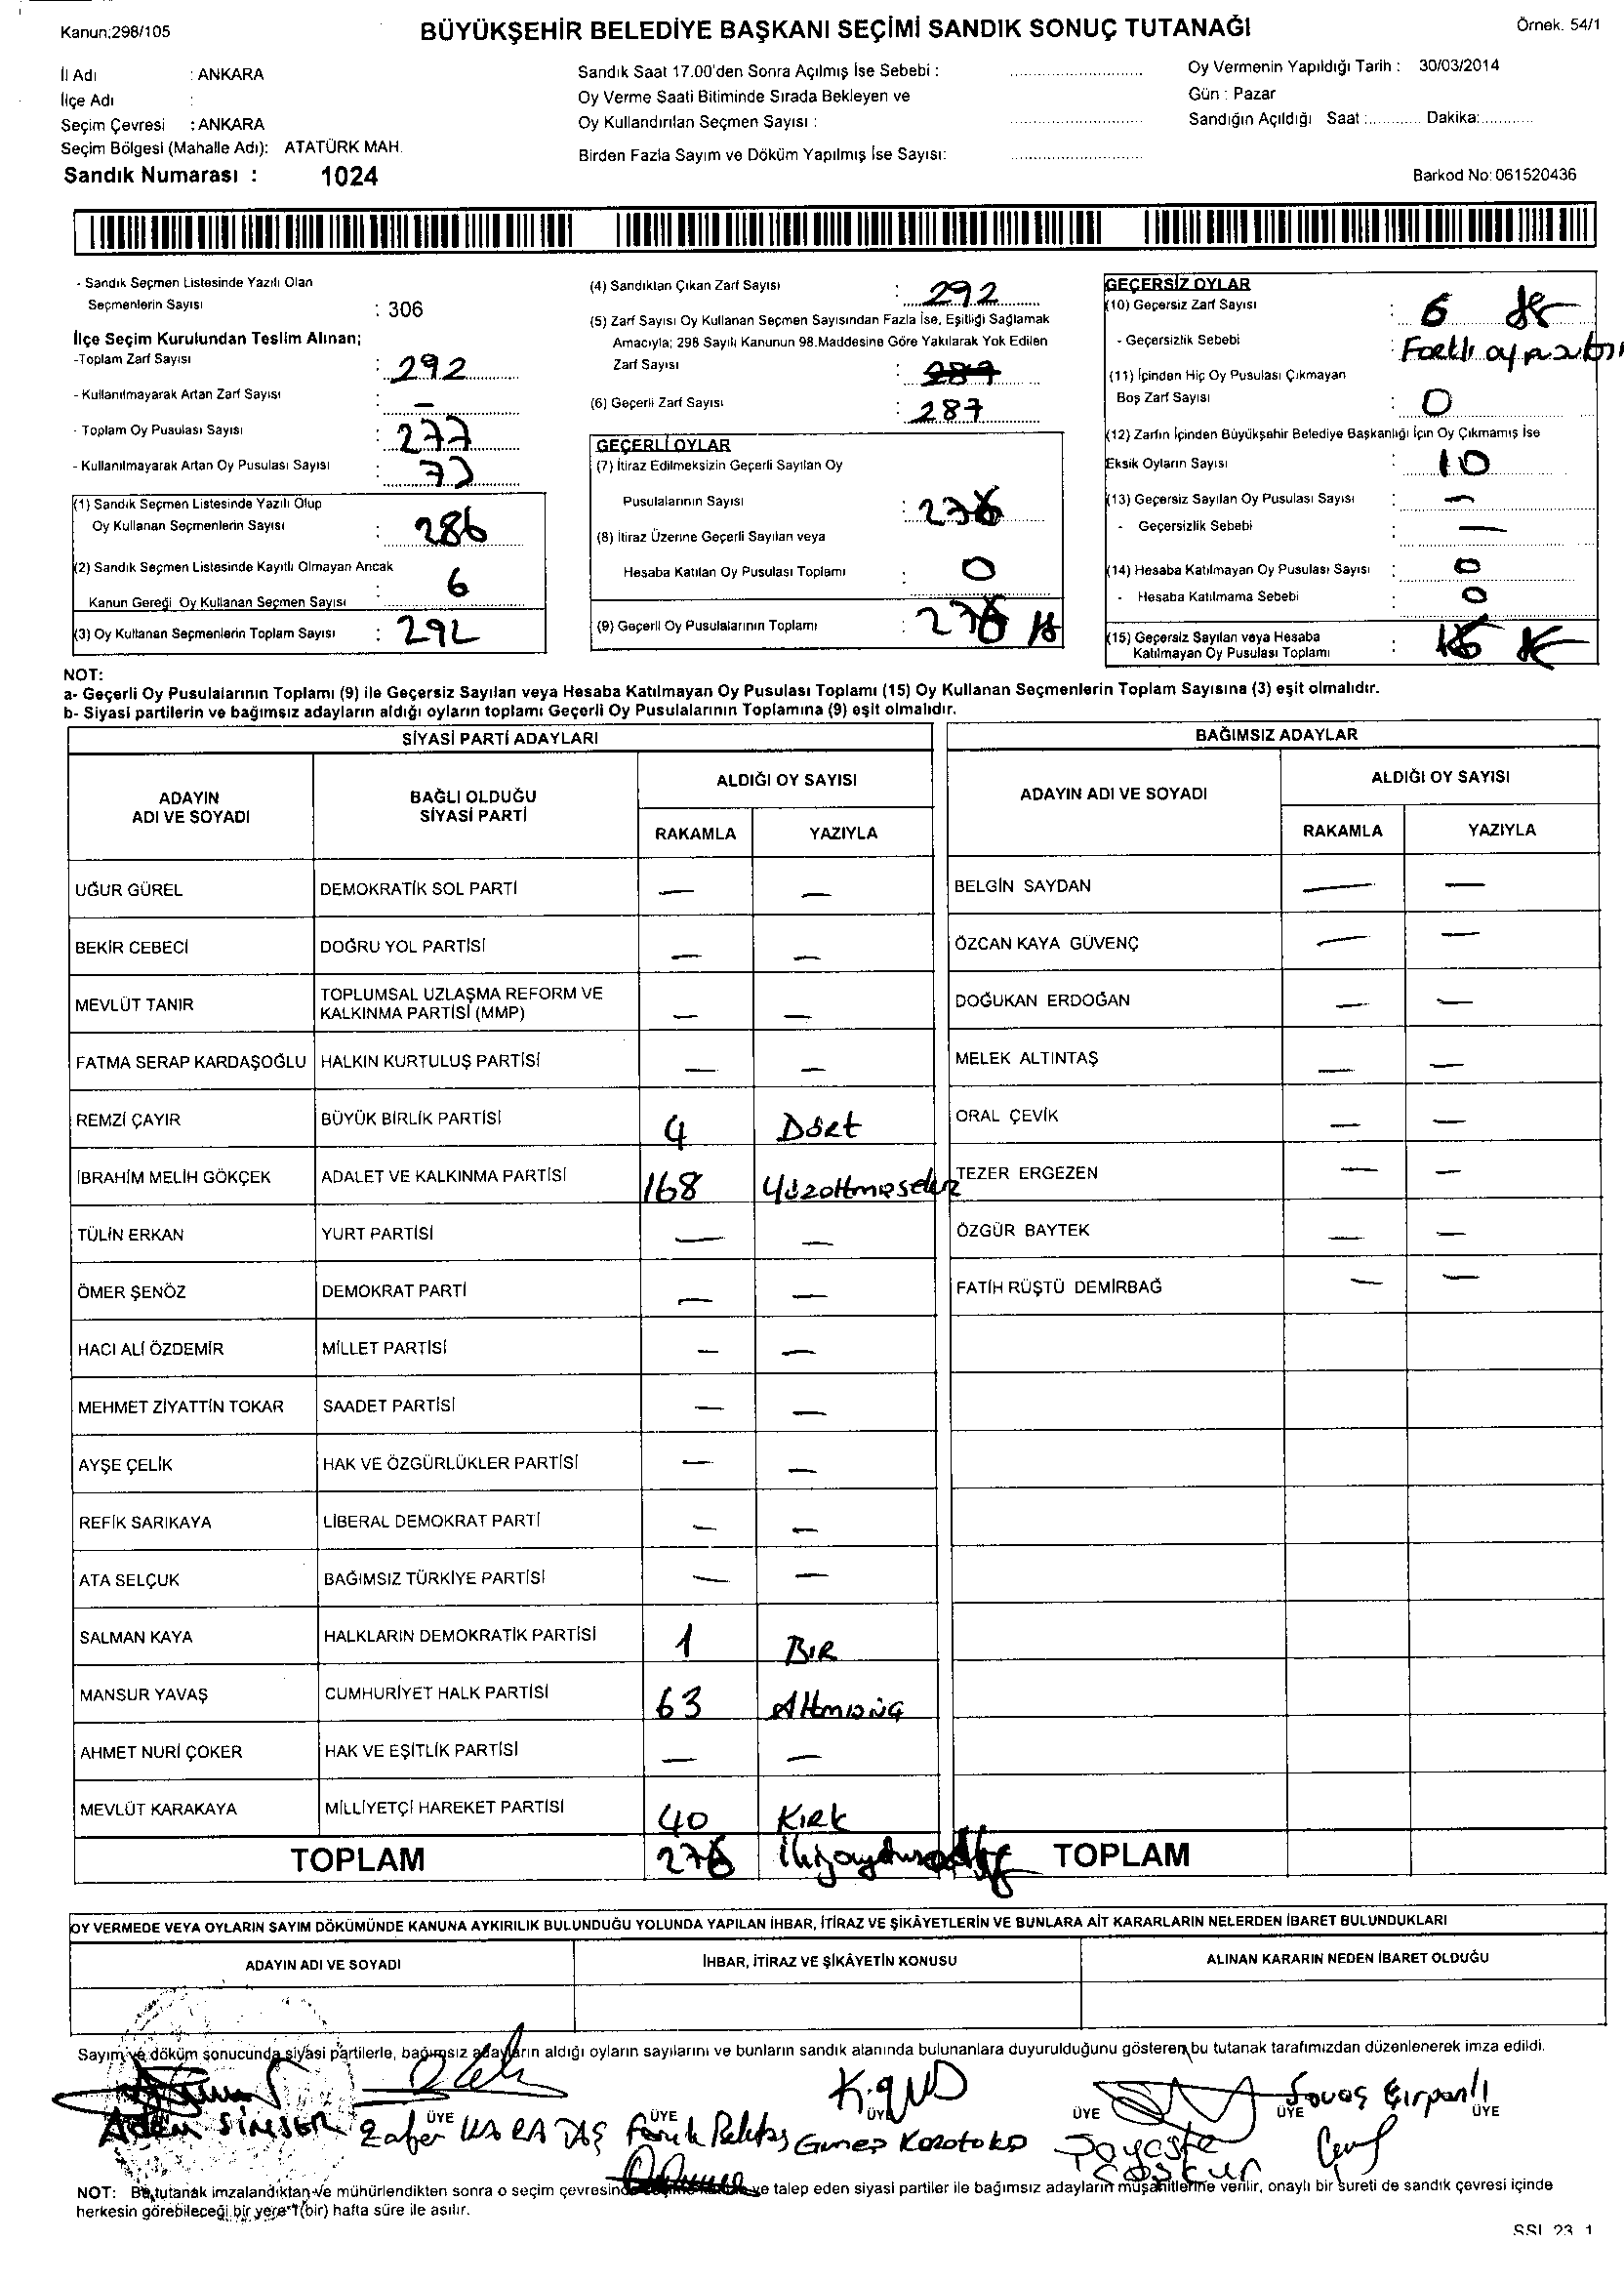 Kanun;298/105
BÜYÜKŞEHİR BELEDİYE BAŞKANI SEÇİMİ SANDIK SONUÇ TUTANAĞI
Örnek. 54/1
İl Adı : ANKARA
İlçe Adı :
Seçim Çevresi : ANKARA
Seçim Bölgesi (Mahalle Adı): ATATÜRK MAH.
Sandık Numarası : 1024
Sandık Saat 17.00'den Sonra Açılmış İse Sebebi :
Oy Verme Saati Bitiminde Sırada Bekleyen ve
Oy Kullandırılan Seçmen Sayısı :
Birden Fazla Sayım ve Döküm Yapılmış İse Sayısı:
Oy Vermenin Yapıldığı Tarih : 30/03/2014
Gün : Pazar
Sandığın Açıldığı Saat :............ Dakika:............
Barkod No: 061520436
- Sandık Seçmen Listesinde Yazılı Olan
Seçmenlerin Sayısı : 306
İlçe Seçim Kurulundan Teslim Alınan;
-Toplam Zarf Sayısı : 292
- Kullanılmayarak Artan Zarf Sayısı : –
- Toplam Oy Pusulası Sayısı : 277
- Kullanılmayarak Artan Oy Pusulası Sayısı :
(1) Sandık Seçmen Listesinde Yazılı Olup
Oy Kullanan Seçmenlerin Sayısı : 286
(2) Sandık Seçmen Listesinde Kayıtlı Olmayan Ancak
Kanun Gereği Oy Kullanan Seçmen Sayısı : 6
(3) Oy Kullanan Seçmenlerin Toplam Sayısı : 292
(4) Sandıktan Çıkan Zarf Sayısı : 292
(5) Zarf Sayısı Oy Kullanan Seçmen Sayısından Fazla İse, Eşitliği Sağlamak
Amacıyla; 298 Sayılı Kanunun 98.Maddesine Göre Yakılarak Yok Edilen
Zarf Sayısı : 287
(6) Geçerli Zarf Sayısı : 287
GEÇERLİ OYLAR
(7) İtiraz Edilmeksizin Geçerli Sayılan Oy
Pusulalarının Sayısı : 276
(8) İtiraz Üzerine Geçerli Sayılan veya
Hesaba Katılan Oy Pusulası Toplamı : 0
(9) Geçerli Oy Pusulalarının Toplamı : 276
GEÇERSİZ OYLAR
(10) Geçersiz Zarf Sayısı : 6
- Geçersizlik Sebebi :
(11) İçinden Hiç Oy Pusulası Çıkmayan
Boş Zarf Sayısı : 0
(12) Zarfın İçinden Büyükşehir Belediye Başkanlığı İçin Oy Çıkmamış İse
Eksik Oyların Sayısı : 10
(13) Geçersiz Sayılan Oy Pusulası Sayısı : –
- Geçersizlik Sebebi : –
(14) Hesaba Katılmayan Oy Pusulası Sayısı : 0
- Hesaba Katılmama Sebebi : 0
(15) Geçersiz Sayılan veya Hesaba
Katılmayan Oy Pusulası Toplamı : 16
NOT:
a- Geçerli Oy Pusulalarının Toplamı (9) ile Geçersiz Sayılan veya Hesaba Katılmayan Oy Pusulası Toplamı (15) Oy Kullanan Seçmenlerin Toplam Sayısına (3) eşit olmalıdır.
b- Siyasi partilerin ve bağımsız adayların aldığı oyların toplamı Geçerli Oy Pusulalarının Toplamına (9) eşit olmalıdır.
SİYASİ PARTİ ADAYLARI
ADAYIN ADI VE SOYADI
BAĞLI OLDUĞU SİYASİ PARTİ
ALDIĞI OY SAYISI
RAKAMLA YAZIYLA
UĞUR GÜREL DEMOKRATİK SOL PARTİ – –
BEKİR CEBECİ DOĞRU YOL PARTİSİ – –
MEVLÜT TANIR TOPLUMSAL UZLAŞMA REFORM VE KALKINMA PARTİSİ (MMP) – –
FATMA SERAP KARDAŞOĞLU HALKIN KURTULUŞ PARTİSİ – –
REMZİ ÇAYIR BÜYÜK BİRLİK PARTİSİ 4 Dört
İBRAHİM MELİH GÖKÇEK ADALET VE KALKINMA PARTİSİ 168 Yüzaltmışsekiz
TÜLİN ERKAN YURT PARTİSİ – –
ÖMER ŞENÖZ DEMOKRAT PARTİ – –
HACI ALİ ÖZDEMİR MİLLET PARTİSİ – –
MEHMET ZİYATTİN TOKAR SAADET PARTİSİ – –
AYŞE ÇELİK HAK VE ÖZGÜRLÜKLER PARTİSİ – –
REFİK SARIKAYA LİBERAL DEMOKRAT PARTİ – –
ATA SELÇUK BAĞIMSIZ TÜRKİYE PARTİSİ – –
SALMAN KAYA HALKLARIN DEMOKRATİK PARTİSİ 1 BİR
MANSUR YAVAŞ CUMHURİYET HALK PARTİSİ 63 Altmışüç
AHMET NURİ ÇOKER HAK VE EŞİTLİK PARTİSİ – –
MEVLÜT KARAKAYA MİLLİYETÇİ HAREKET PARTİSİ 40 Kırk
TOPLAM 276
BAĞIMSIZ ADAYLAR
ADAYIN ADI VE SOYADI
ALDIĞI OY SAYISI
RAKAMLA YAZIYLA
BELGİN SAYDAN – –
ÖZCAN KAYA GÜVENÇ – –
DOĞUKAN ERDOĞAN – –
MELEK ALTINTAŞ – –
ORAL ÇEVİK – –
TEZER ERGEZEN – –
ÖZGÜR BAYTEK – –
FATİH RÜŞTÜ DEMİRBAĞ – –
TOPLAM
OY VERMEDE VEYA OYLARIN SAYIM DÖKÜMÜNDE KANUNA AYKIRILIK BULUNDUĞU YOLUNDA YAPILAN İHBAR, İTİRAZ VE ŞİKÂYETLERİN VE BUNLARA AİT KARARLARIN NELERDEN İBARET BULUNDUKLARI
ADAYIN ADI VE SOYADI
İHBAR, İTİRAZ VE ŞİKÂYETİN KONUSU
ALINAN KARARIN NEDEN İBARET OLDUĞU
Sayım ve döküm sonucunda siyasi partilerle, bağımsız adayların aldığı oyların sayılarını ve bunların sandık alanında bulunanlara duyurulduğunu gösteren bu tutanak tarafımızdan düzenlenerek imza edildi.
ÜYE ÜYE ÜYE ÜYE ÜYE ÜYE
Adem SİMSER Zafer KARATAŞ Faruk Pektaş Güneş
NOT: Bu tutanak imzalandıktan ve mühürlendikten sonra o seçim çevresinde ve talep eden siyasi partiler ile bağımsız adayların müşahitlerine verilir, onaylı bir sureti de sandık çevresi içinde
herkesin görebileceği bir yere 1(bir) hafta süre ile asılır.